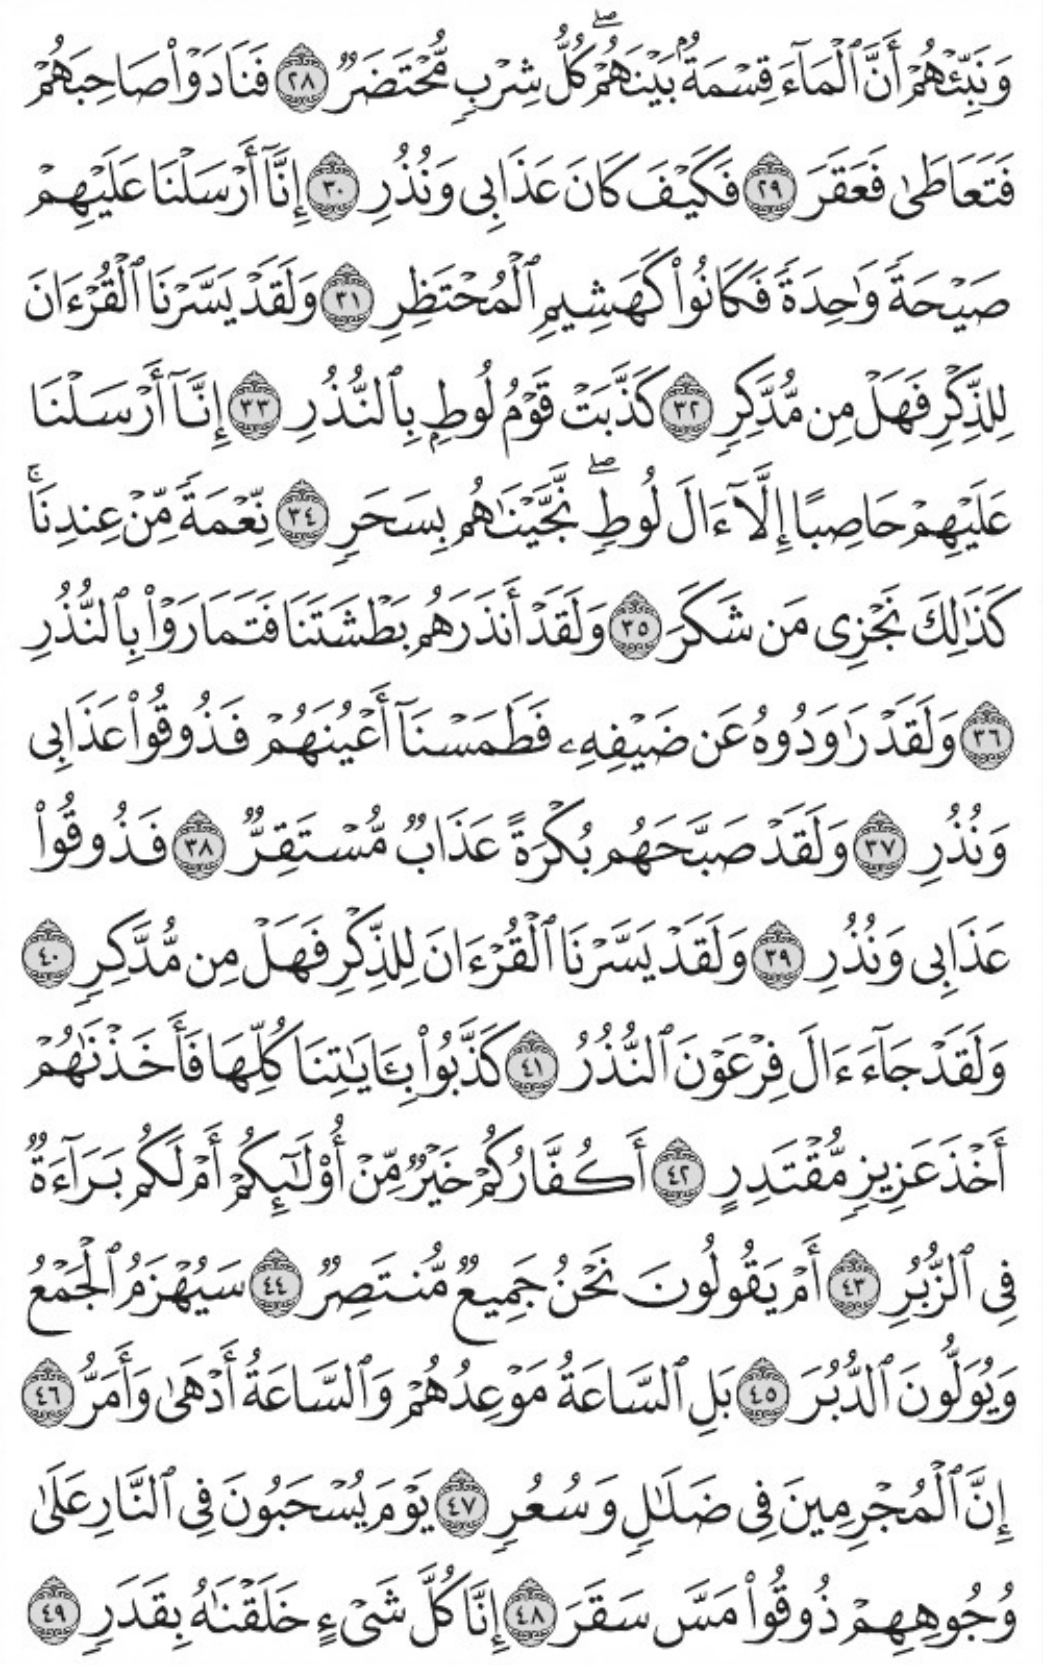 وَنَبِّئْهُمْ أَنَّ ٱلْمَآءَ قِسْمَةٌۢ بَيْنَهُمْ ۖ كُلُّ شِرْبٍ مُّحْتَضَرٌ ٢٨ فَنَادَوْا۟ صَاحِبَهُمْ
فَتَعَاطَىٰ فَعَقَرَ ٢٩ فَكَيْفَ كَانَ عَذَابِى وَنُذُرِ ٣٠ إِنَّآ أَرْسَلْنَا عَلَيْهِمْ
صَيْحَةً وَٰحِدَةً فَكَانُوا۟ كَهَشِيمِ ٱلْمُحْتَظِرِ ٣١ وَلَقَدْ يَسَّرْنَا ٱلْقُرْءَانَ
لِلذِّكْرِ فَهَلْ مِن مُّدَّكِرٍ ٣٢ كَذَّبَتْ قَوْمُ لُوطٍۭ بِٱلنُّذُرِ ٣٣ إِنَّآ أَرْسَلْنَا
عَلَيْهِمْ حَاصِبًا إِلَّآ ءَالَ لُوطٍ ۖ نَّجَّيْنَٰهُم بِسَحَرٍ ٣٤ نِّعْمَةً مِّنْ عِندِنَا ۚ
كَذَٰلِكَ نَجْزِى مَن شَكَرَ ٣٥ وَلَقَدْ أَنذَرَهُم بَطْشَتَنَا فَتَمَارَوْا۟ بِٱلنُّذُرِ
٣٦ وَلَقَدْ رَٰوَدُوهُ عَن ضَيْفِهِۦ فَطَمَسْنَآ أَعْيُنَهُمْ فَذُوقُوا۟ عَذَابِى
وَنُذُرِ ٣٧ وَلَقَدْ صَبَّحَهُم بُكْرَةً عَذَابٌ مُّسْتَقِرٌّ ٣٨ فَذُوقُوا۟
عَذَابِى وَنُذُرِ ٣٩ وَلَقَدْ يَسَّرْنَا ٱلْقُرْءَانَ لِلذِّكْرِ فَهَلْ مِن مُّدَّكِرٍ ٤٠
وَلَقَدْ جَآءَ ءَالَ فِرْعَوْنَ ٱلنُّذُرُ ٤١ كَذَّبُوا۟ بِـَٔايَٰتِنَا كُلِّهَا فَأَخَذْنَٰهُمْ
أَخْذَ عَزِيزٍ مُّقْتَدِرٍ ٤٢ أَكُفَّارُكُمْ خَيْرٌ مِّنْ أُو۟لَٰٓئِكُمْ أَمْ لَكُم بَرَآءَةٌ
فِى ٱلزُّبُرِ ٤٣ أَمْ يَقُولُونَ نَحْنُ جَمِيعٌ مُّنتَصِرٌ ٤٤ سَيُهْزَمُ ٱلْجَمْعُ
وَيُوَلُّونَ ٱلدُّبُرَ ٤٥ بَلِ ٱلسَّاعَةُ مَوْعِدُهُمْ وَٱلسَّاعَةُ أَدْهَىٰ وَأَمَرُّ ٤٦
إِنَّ ٱلْمُجْرِمِينَ فِى ضَلَٰلٍ وَسُعُرٍ ٤٧ يَوْمَ يُسْحَبُونَ فِى ٱلنَّارِ عَلَىٰ
وُجُوهِهِمْ ذُوقُوا۟ مَسَّ سَقَرَ ٤٨ إِنَّا كُلَّ شَىْءٍ خَلَقْنَٰهُ بِقَدَرٍ ٤٩